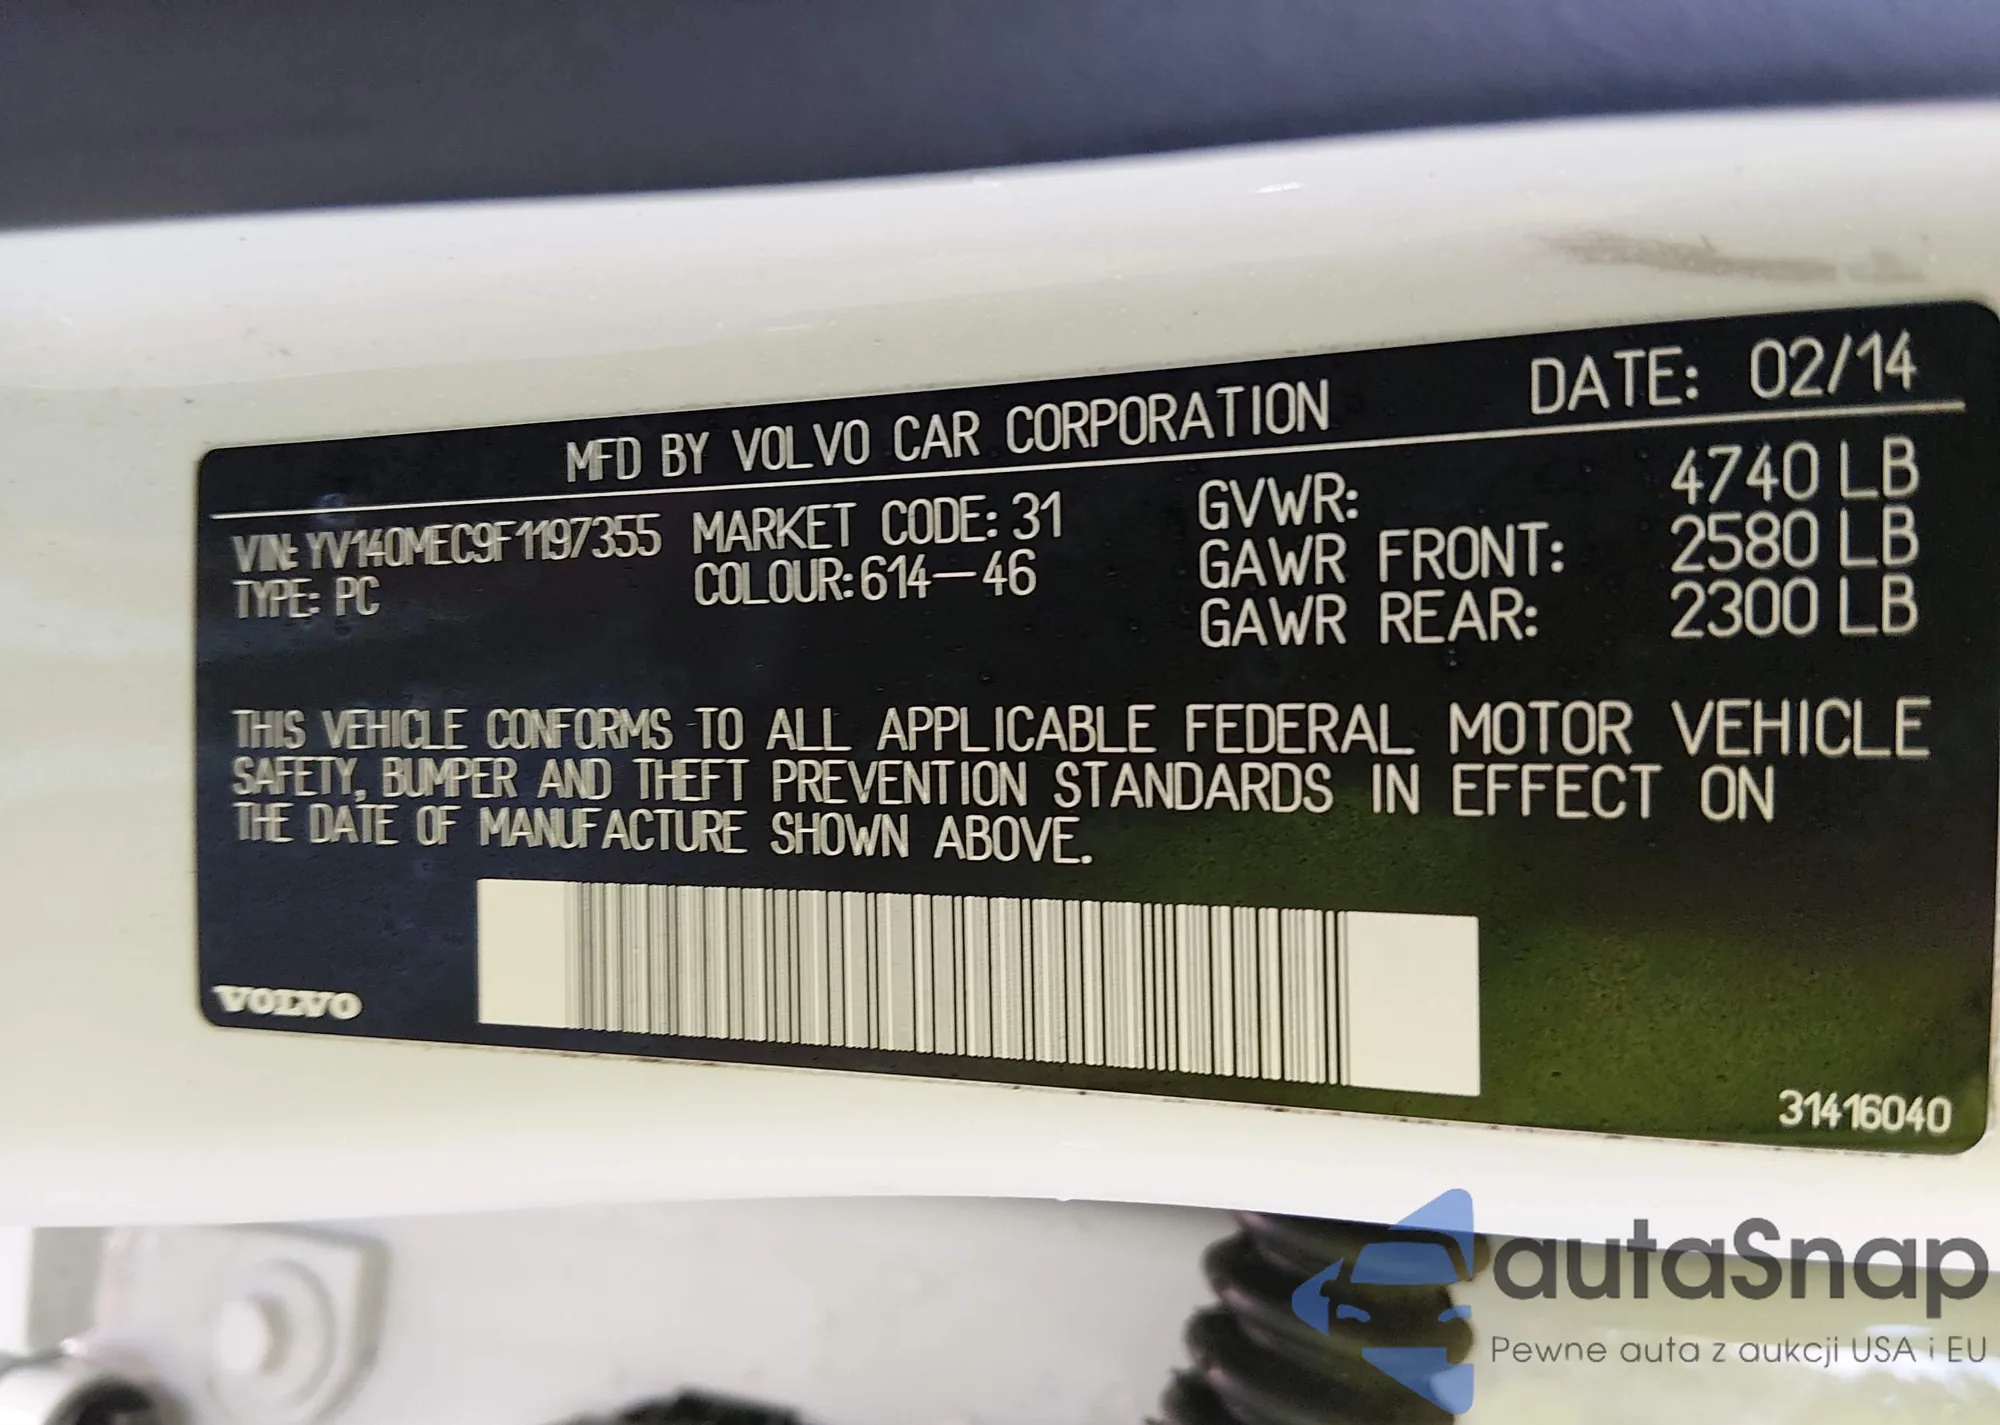 MFD BY VOLVO CAR CORPORATION DATE: 02/14
VIN: YV140MEC9F1197355 MARKET CODE: 31 GVWR: 4740 LB
TYPE: PC COLOUR: 614-46 GAWR FRONT: 2580 LB
GAWR REAR: 2300 LB
THIS VEHICLE CONFORMS TO ALL APPLICABLE FEDERAL MOTOR VEHICLE
SAFETY, BUMPER AND THEFT PREVENTION STANDARDS IN EFFECT ON
THE DATE OF MANUFACTURE SHOWN ABOVE.
VOLVO
31416040
autaSnap
Pewne auta z aukcji USA i EU